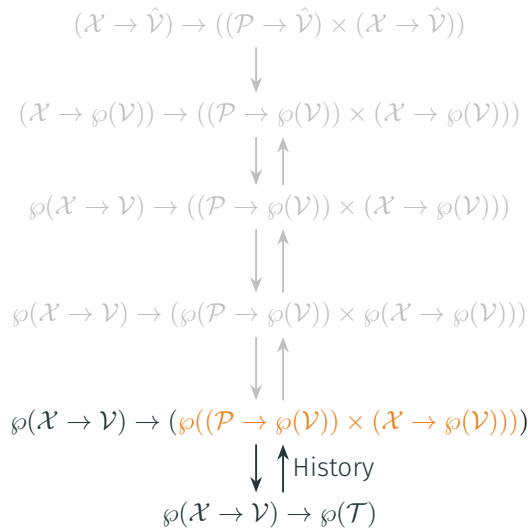 (𝒳 → 𝒱̂) → ((𝒫 → 𝒱̂) × (𝒳 → 𝒱̂))
(𝒳 → ℘(𝒱)) → ((𝒫 → ℘(𝒱)) × (𝒳 → ℘(𝒱)))
℘(𝒳 → 𝒱) → ((𝒫 → ℘(𝒱)) × (𝒳 → ℘(𝒱)))
℘(𝒳 → 𝒱) → (℘(𝒫 → ℘(𝒱)) × ℘(𝒳 → ℘(𝒱)))
℘(𝒳 → 𝒱) → (℘((𝒫 → ℘(𝒱)) × (𝒳 → ℘(𝒱))))
History
℘(𝒳 → 𝒱) → ℘(𝒯)